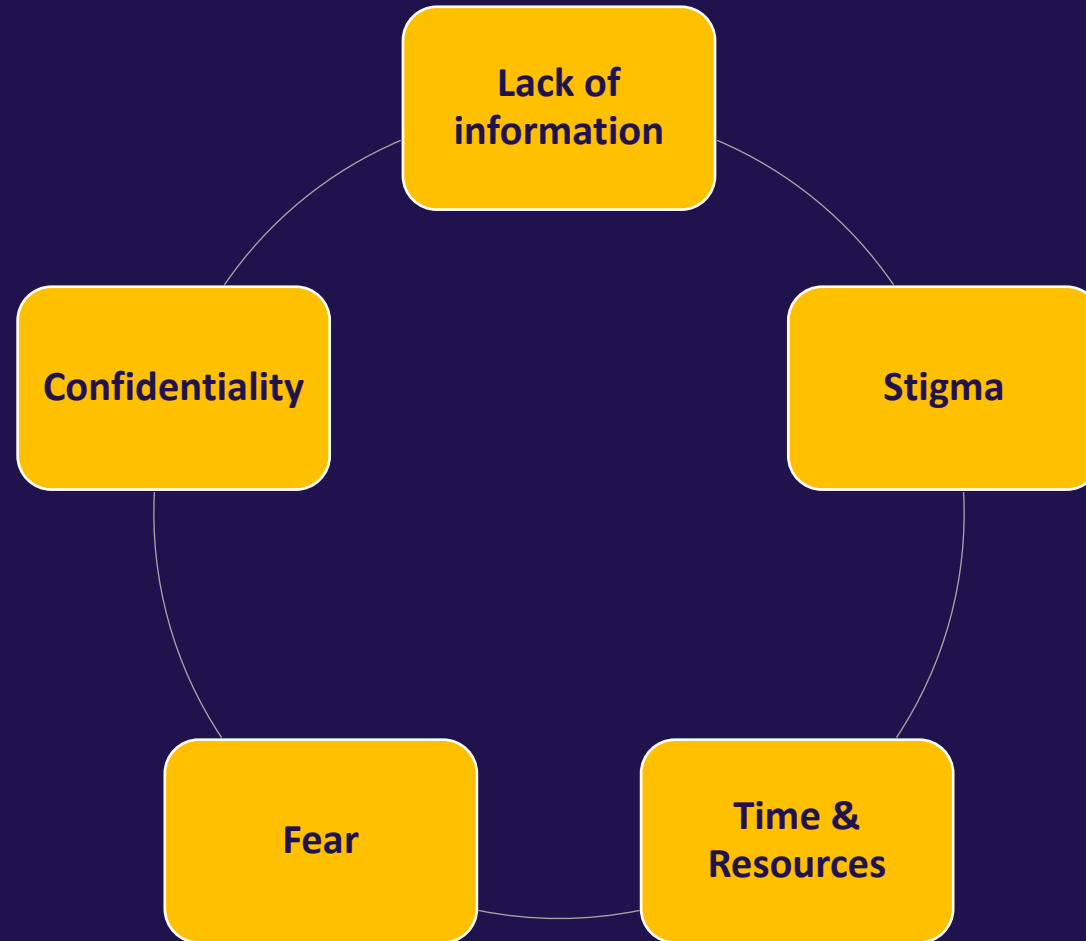 Lack of
information
Stigma
Time &
Resources
Fear
Confidentiality